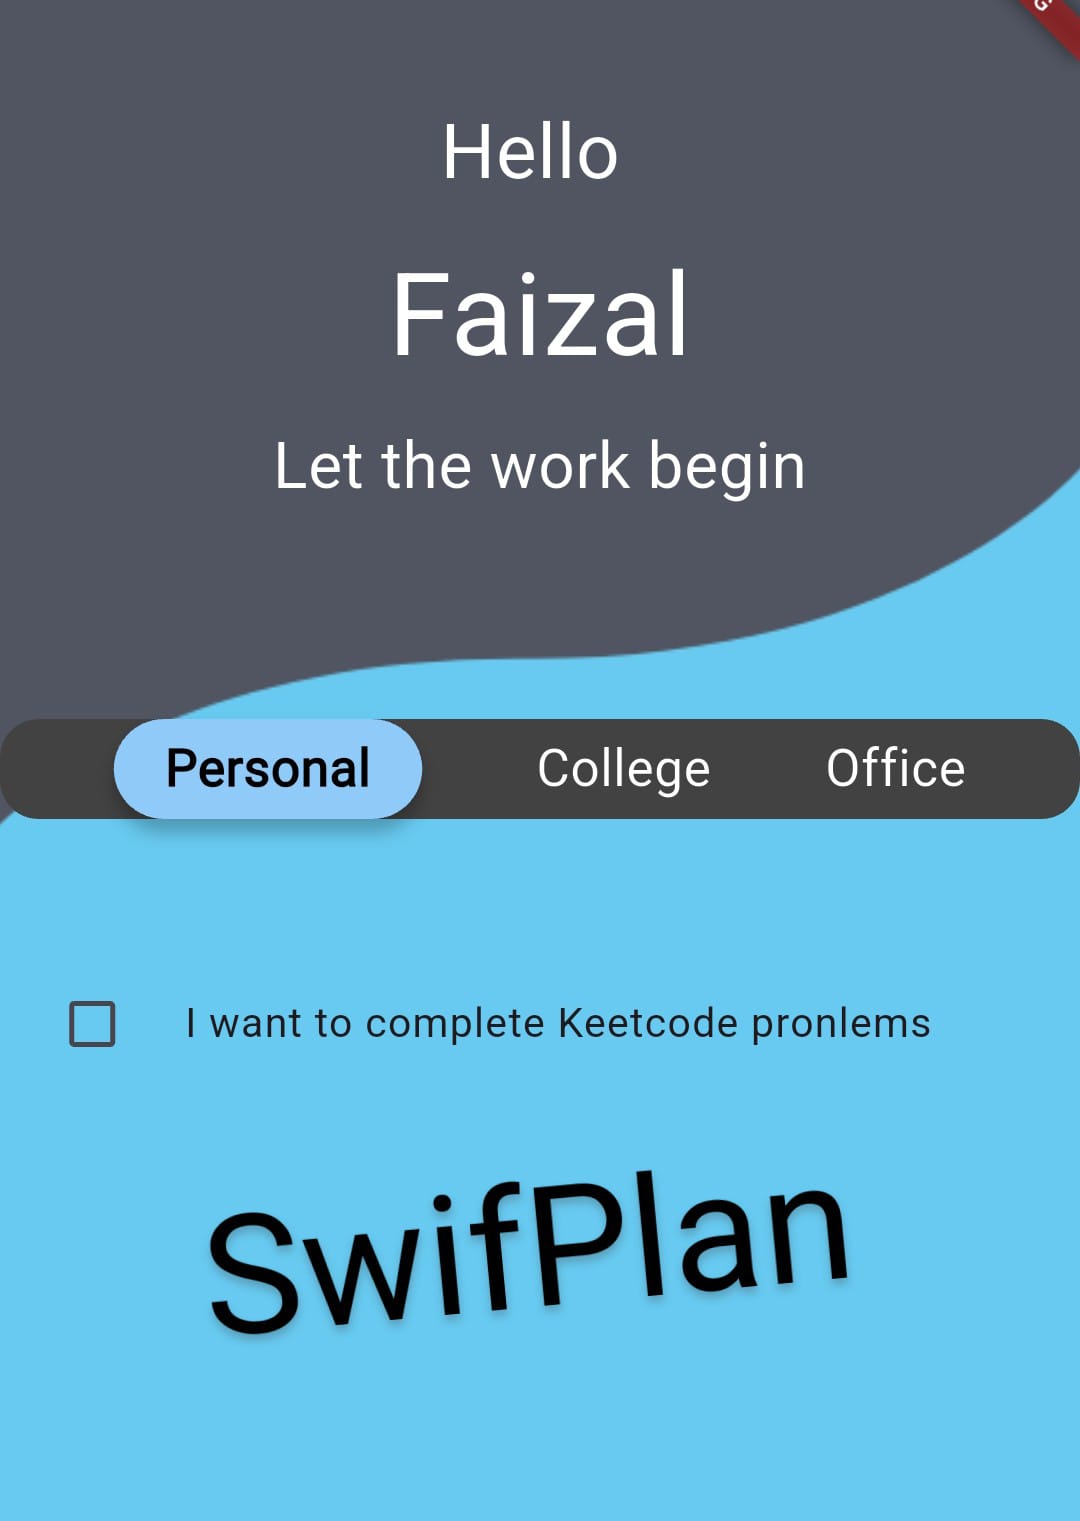 Hello
Faizal
Let the work begin
Personal College Office
I want to complete Keetcode pronlems
SwifPlan